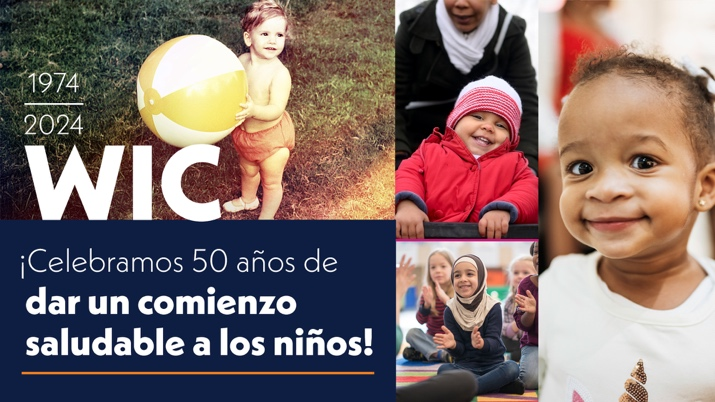 1974
2024
WIC
¡Celebramos 50 años de
dar un comienzo
saludable a los niños!